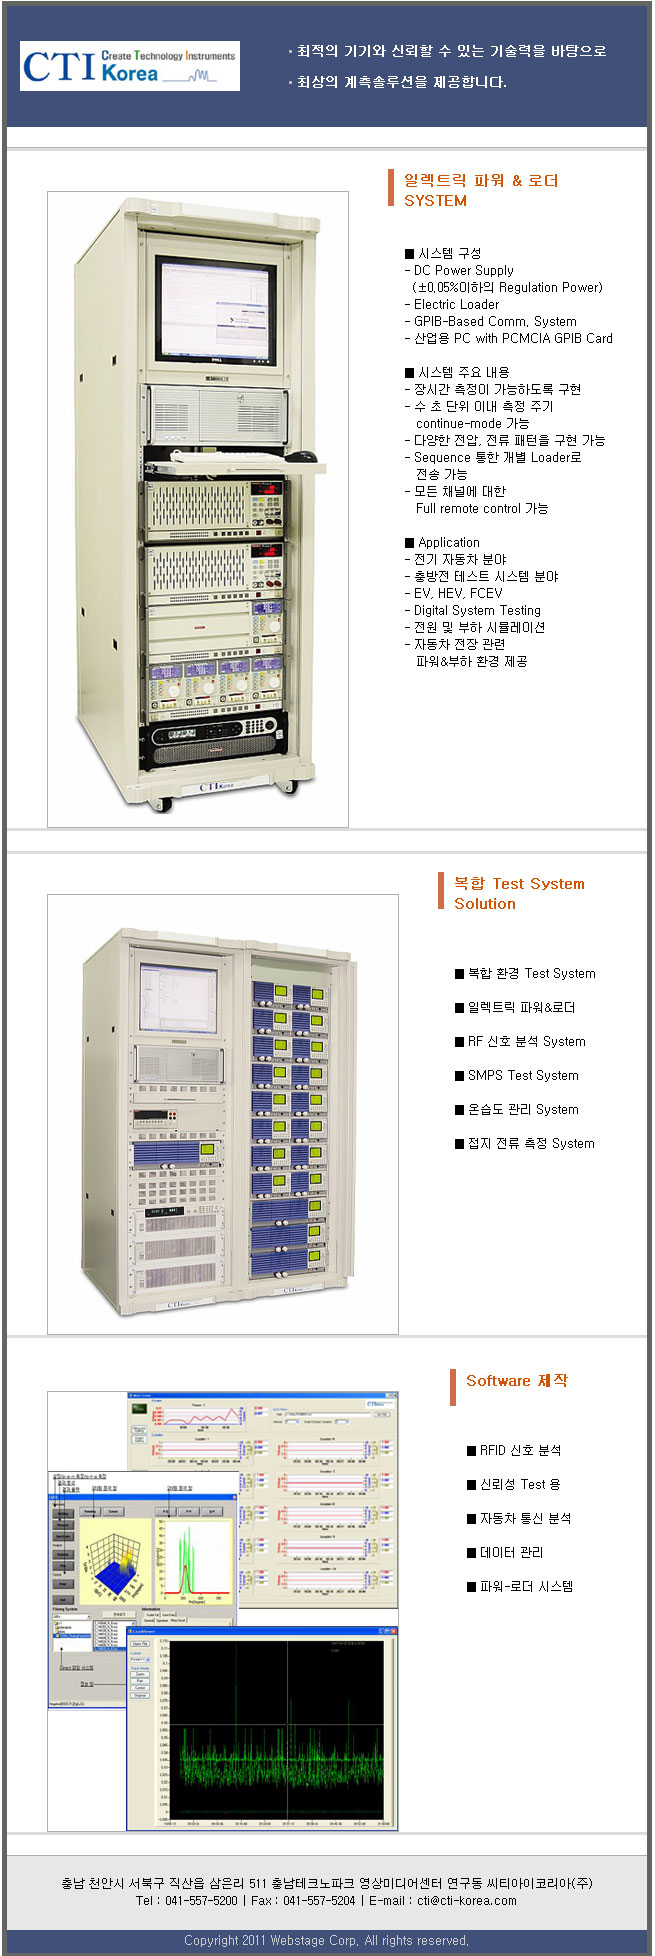 CTI Create Technology Instruments
Korea
· 최적의 기기와 신뢰할 수 있는 기술력을 바탕으로
· 최상의 계측솔루션을 제공합니다.
일렉트릭 파워 & 로더
SYSTEM
■ 시스템 구성
- DC Power Supply
(±0.05%이하의 Regulation Power)
- Electric Loader
- GPIB-Based Comm. System
- 산업용 PC with PCMCIA GPIB Card
■ 시스템 주요 내용
- 장시간 측정이 가능하도록 구현
- 수 초 단위 이내 측정 주기
continue-mode 가능
- 다양한 전압, 전류 패턴을 구현 가능
- Sequence 통한 개별 Loader로
전송 가능
- 모든 채널에 대한
Full remote control 가능
■ Application
- 전기 자동차 분야
- 충방전 테스트 시스템 분야
- EV, HEV, FCEV
- Digital System Testing
- 전원 및 부하 시뮬레이션
- 자동차 전장 관련
파워&부하 환경 제공
CTI Korea
복합 Test System
Solution
■ 복합 환경 Test System
■ 일렉트릭 파워&로더
■ RF 신호 분석 System
■ SMPS Test System
■ 온습도 관리 System
■ 접지 전류 측정 System
CTI
CTI
Software 제작
■ RFID 신호 분석
■ 신뢰성 Test 용
■ 자동차 통신 분석
■ 데이터 관리
■ 파워-로더 시스템
충남 천안시 서북구 직산읍 삼은리 511 충남테크노파크 영상미디어센터 연구동 씨티아이코리아(주)
Tel : 041-557-5200 | Fax : 041-557-5204 | E-mail : cti@cti-korea.com
Copyright 2011 Webstage Corp. All rights reserved.